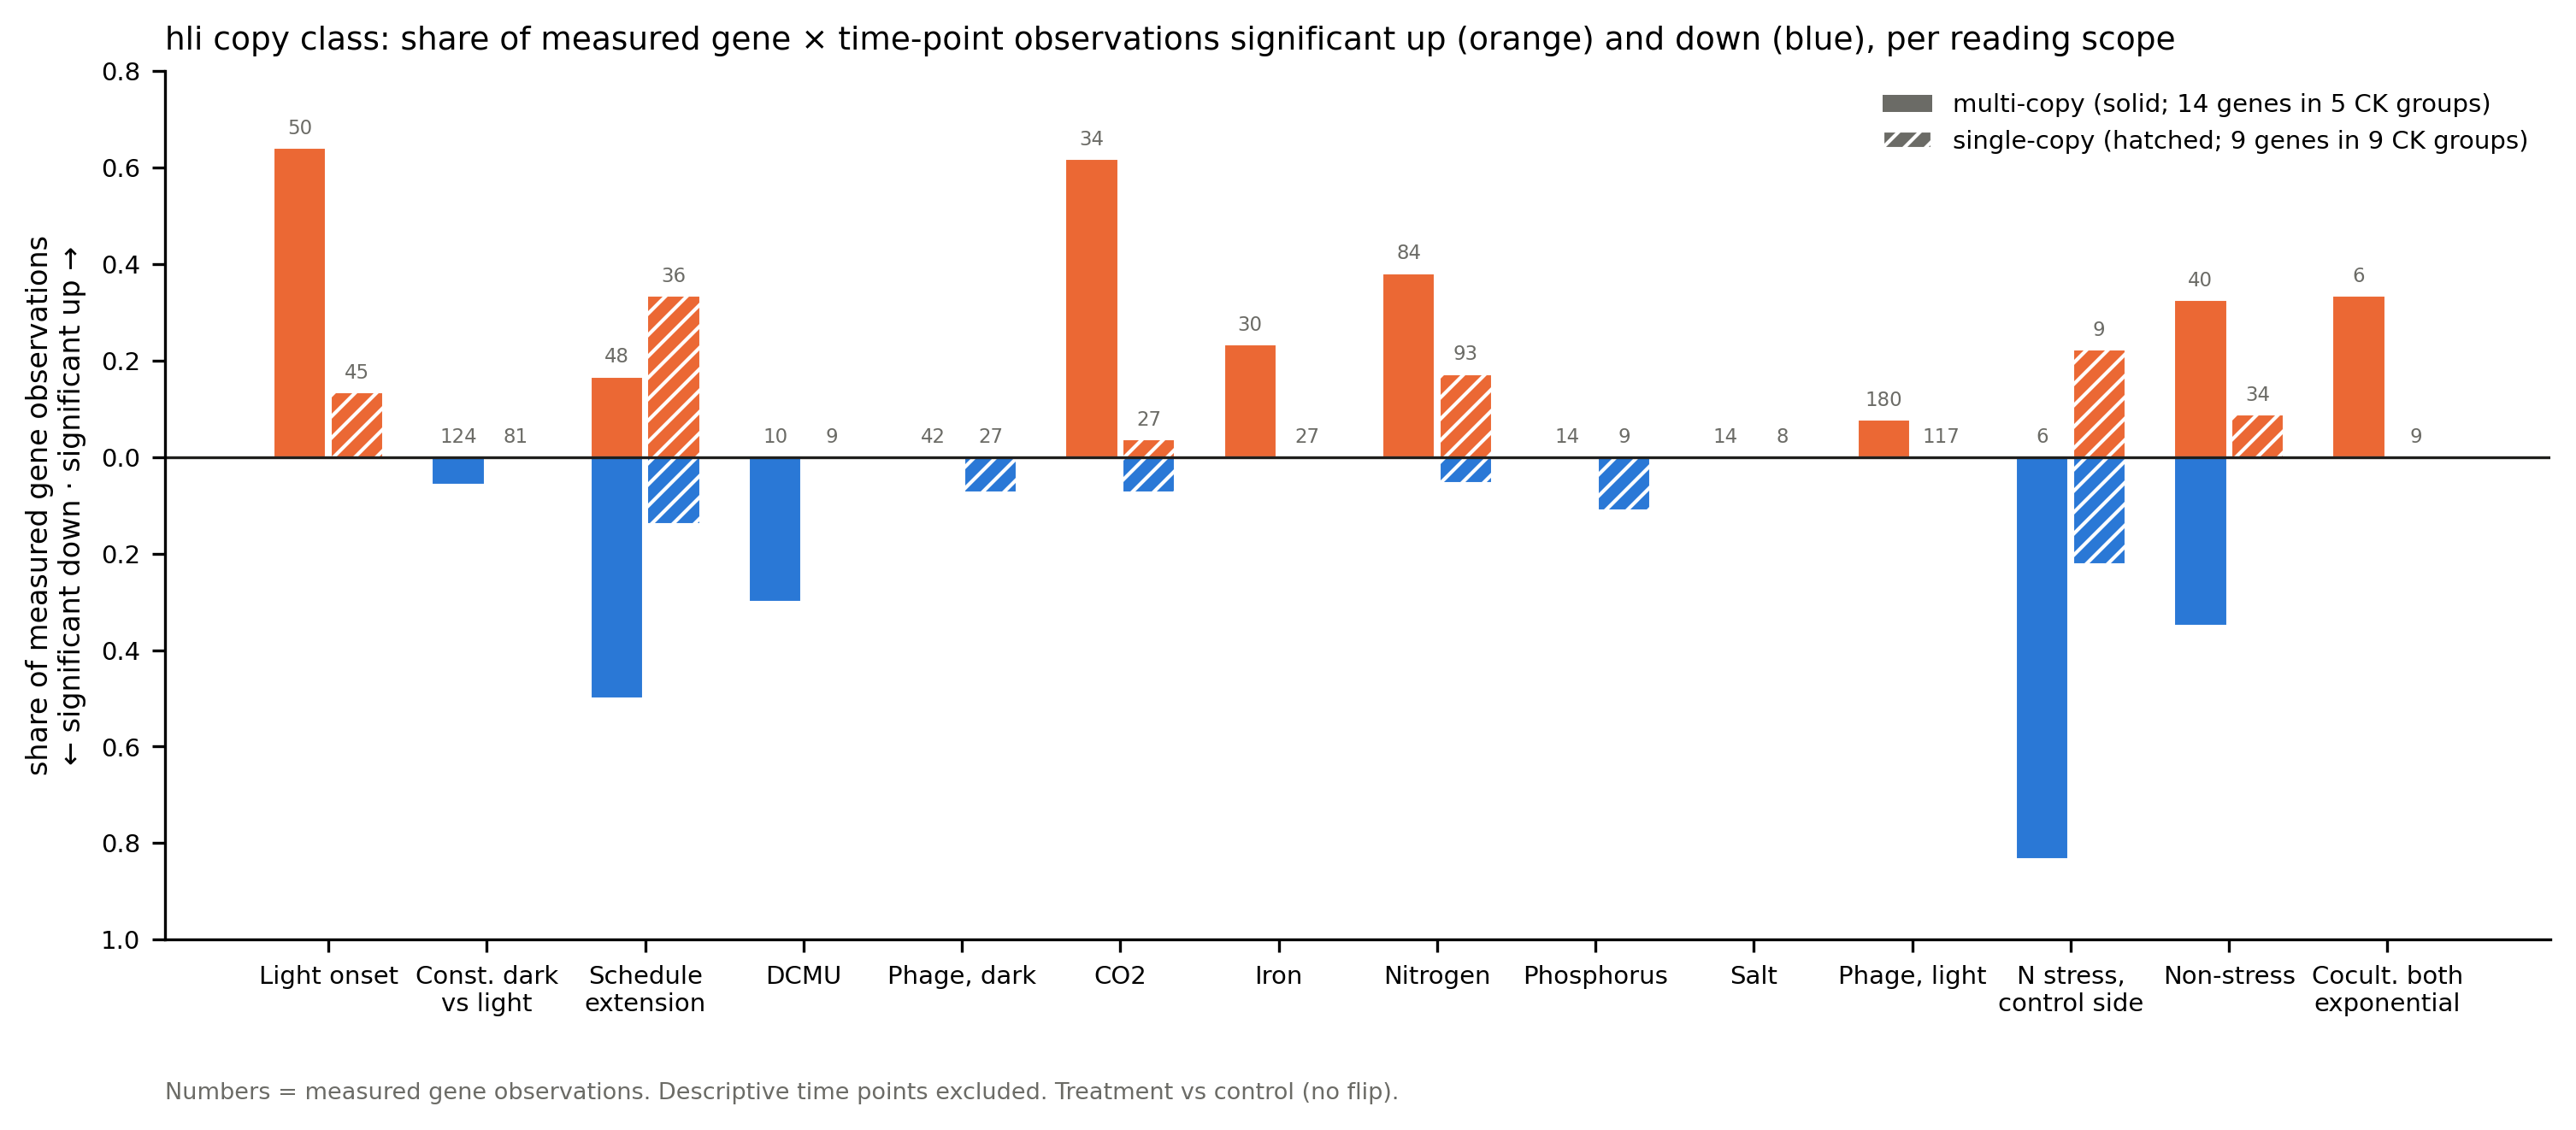 hli copy class: share of measured gene × time-point observations significant up (orange) and down (blue), per reading scope
multi-copy (solid; 14 genes in 5 CK groups)
single-copy (hatched; 9 genes in 9 CK groups)
share of measured gene observations
← significant down · significant up →
0.8
0.6
0.4
0.2
0.0
0.2
0.4
0.6
0.8
1.0
50
45
124
81
48
36
10
9
42
27
34
27
30
27
84
93
14
9
14
8
180
117
6
9
40
34
6
9
Light onset
Const. dark
vs light
Schedule
extension
DCMU
Phage, dark
CO2
Iron
Nitrogen
Phosphorus
Salt
Phage, light
N stress,
control side
Non-stress
Cocult. both
exponential
Numbers = measured gene observations. Descriptive time points excluded. Treatment vs control (no flip).